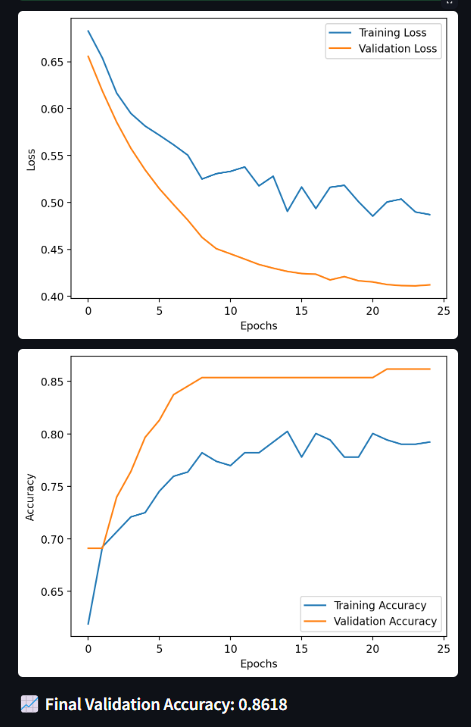 Training Loss
Validation Loss
0.65
0.60
0.55
0.50
0.45
0.40
Loss
0 5 10 15 20 25
Epochs
0.85
0.80
0.75
0.70
0.65
Accuracy
Training Accuracy
Validation Accuracy
0 5 10 15 20 25
Epochs
Final Validation Accuracy: 0.8618